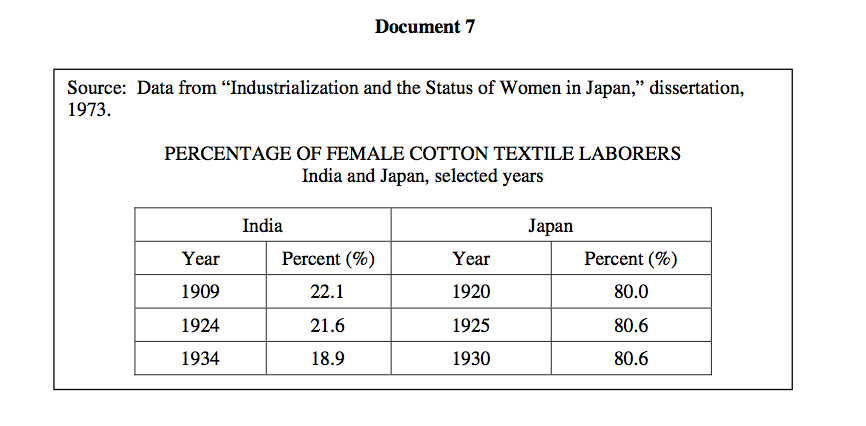 Document 7
Source: Data from “Industrialization and the Status of Women in Japan,” dissertation,
1973.
PERCENTAGE OF FEMALE COTTON TEXTILE LABORERS
India and Japan, selected years
India Japan
Year Percent (%) Year Percent (%)
1909 22.1 1920 80.0
1924 21.6 1925 80.6
1934 18.9 1930 80.6